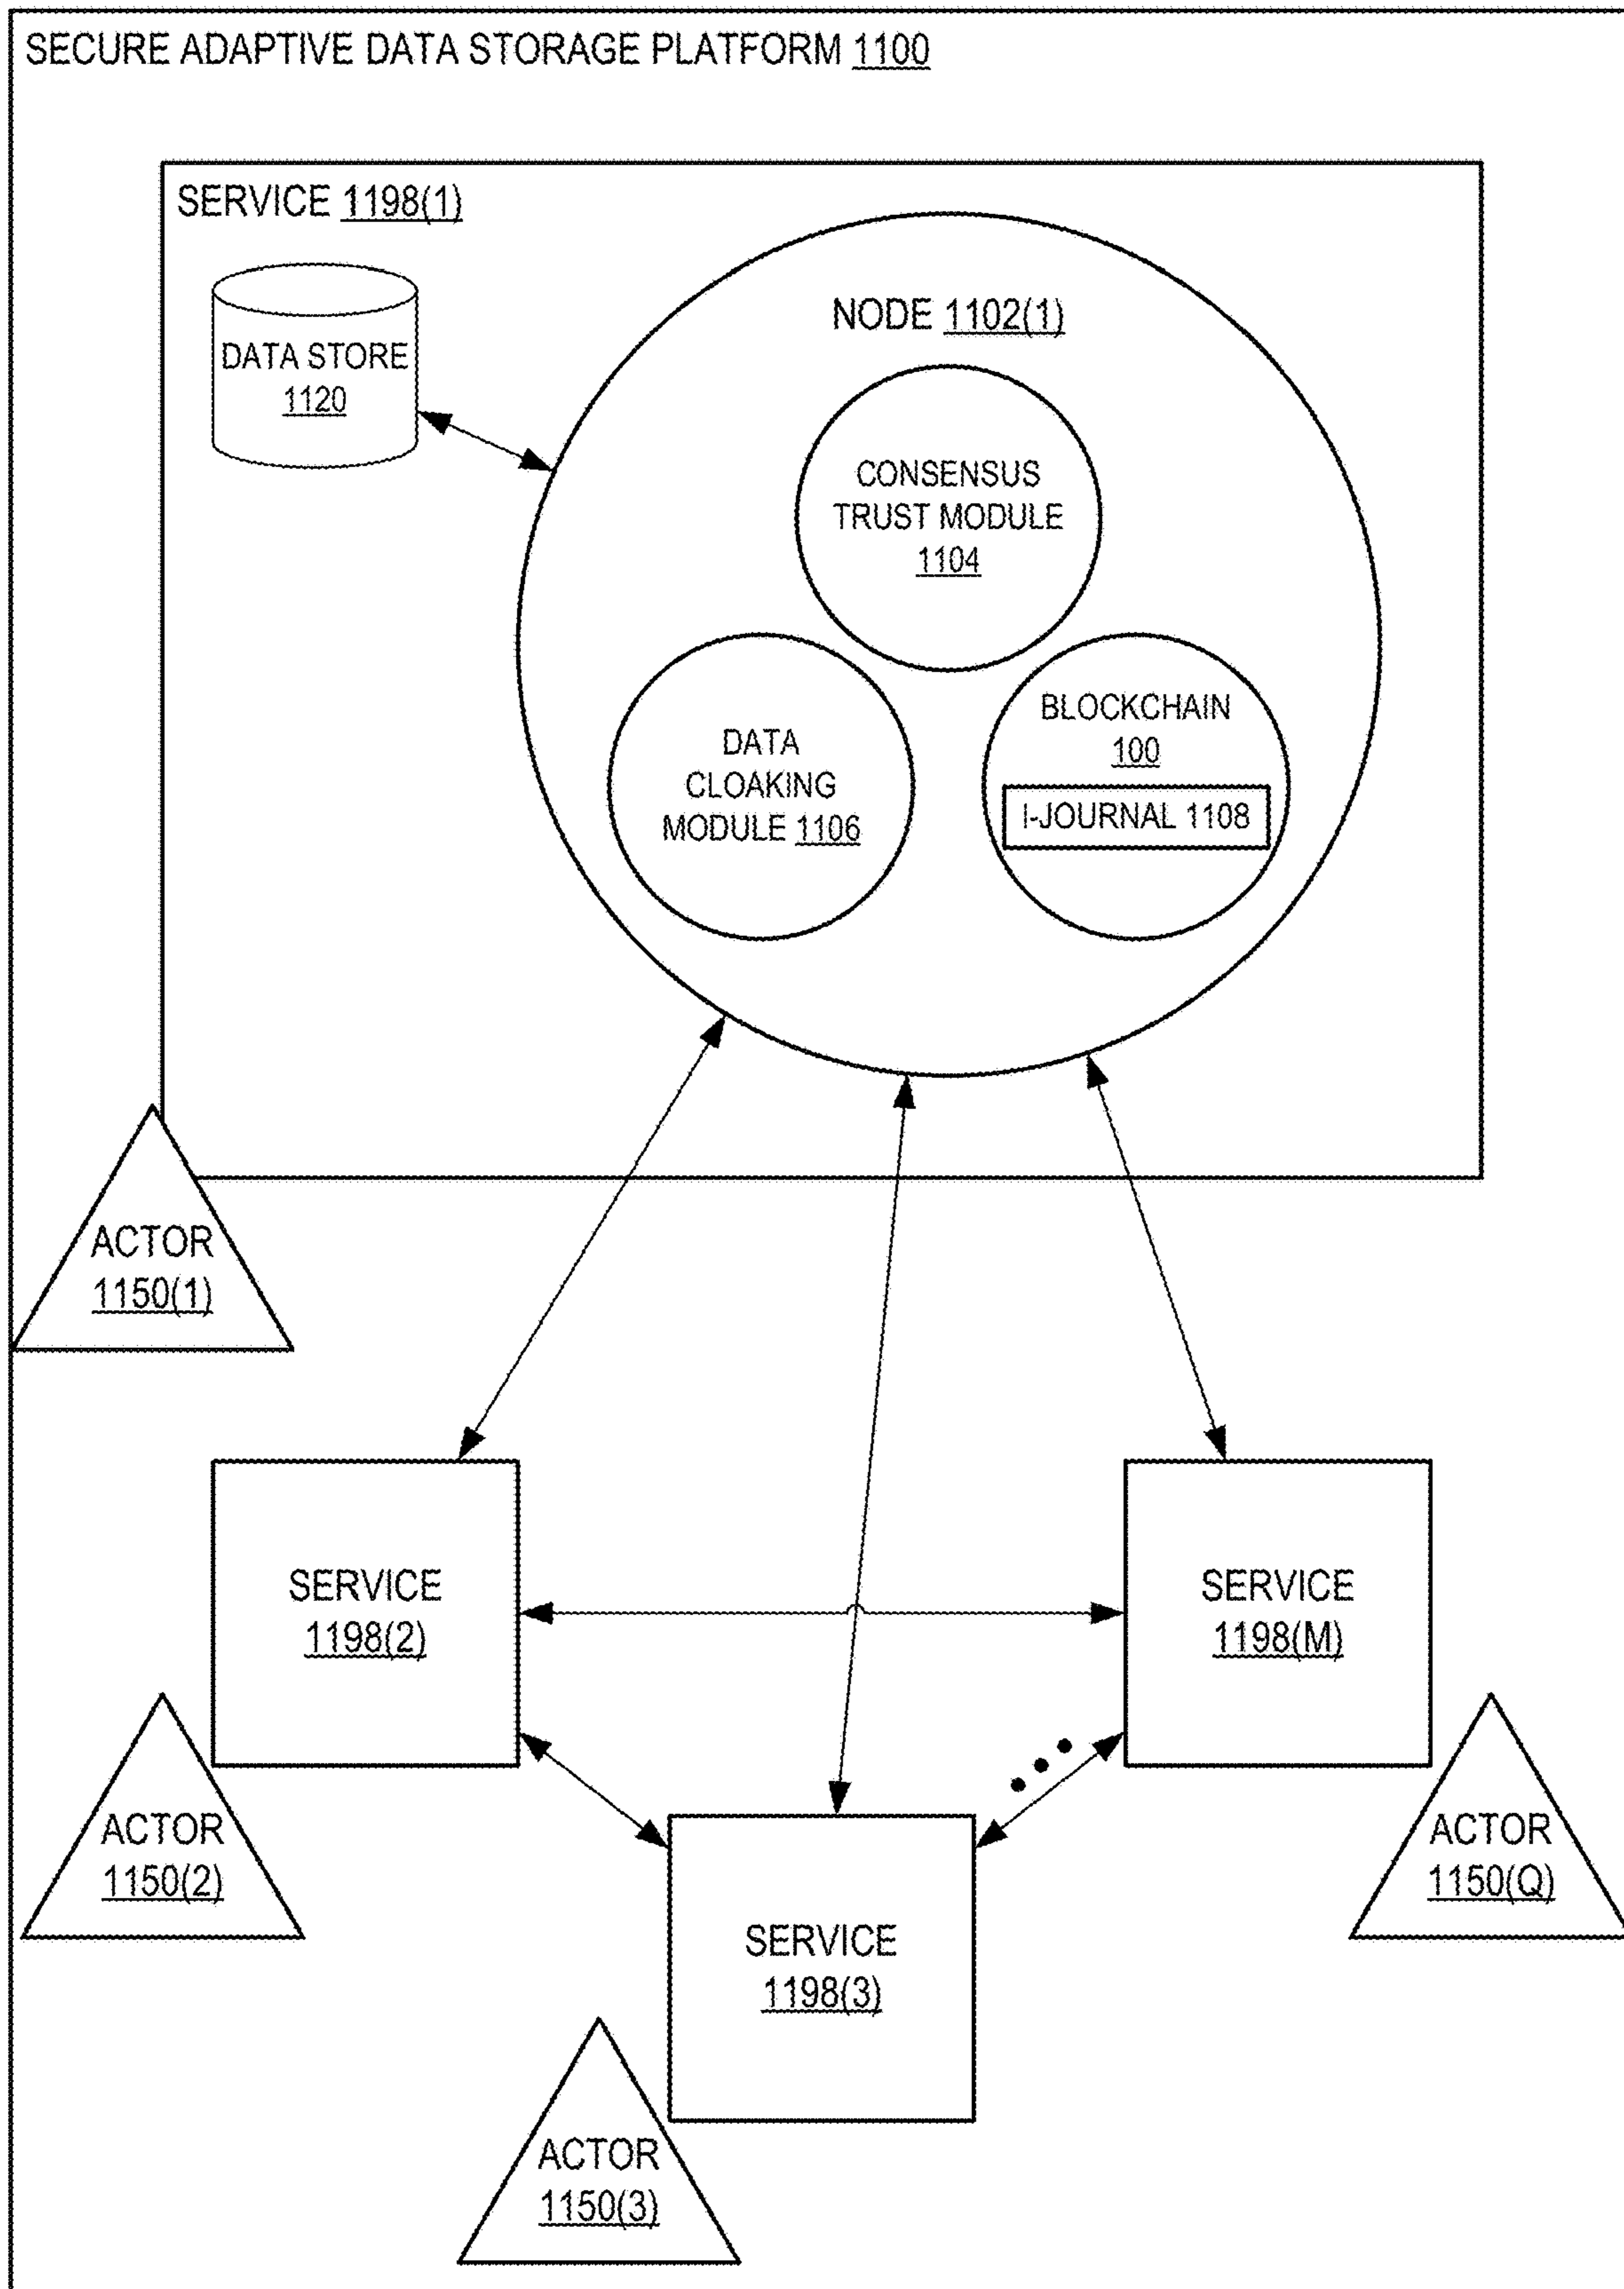 SECURE ADAPTIVE DATA STORAGE PLATFORM 1100
SERVICE 1198(1)
NODE 1102(1)
DATA STORE
1120
CONSENSUS
TRUST MODULE
1104
DATA
CLOAKING
MODULE 1106
BLOCKCHAIN
100
I-JOURNAL 1108
ACTOR
1150(1)
SERVICE
1198(2)
SERVICE
1198(M)
ACTOR
1150(2)
ACTOR
1150(Q)
SERVICE
1198(3)
ACTOR
1150(3)